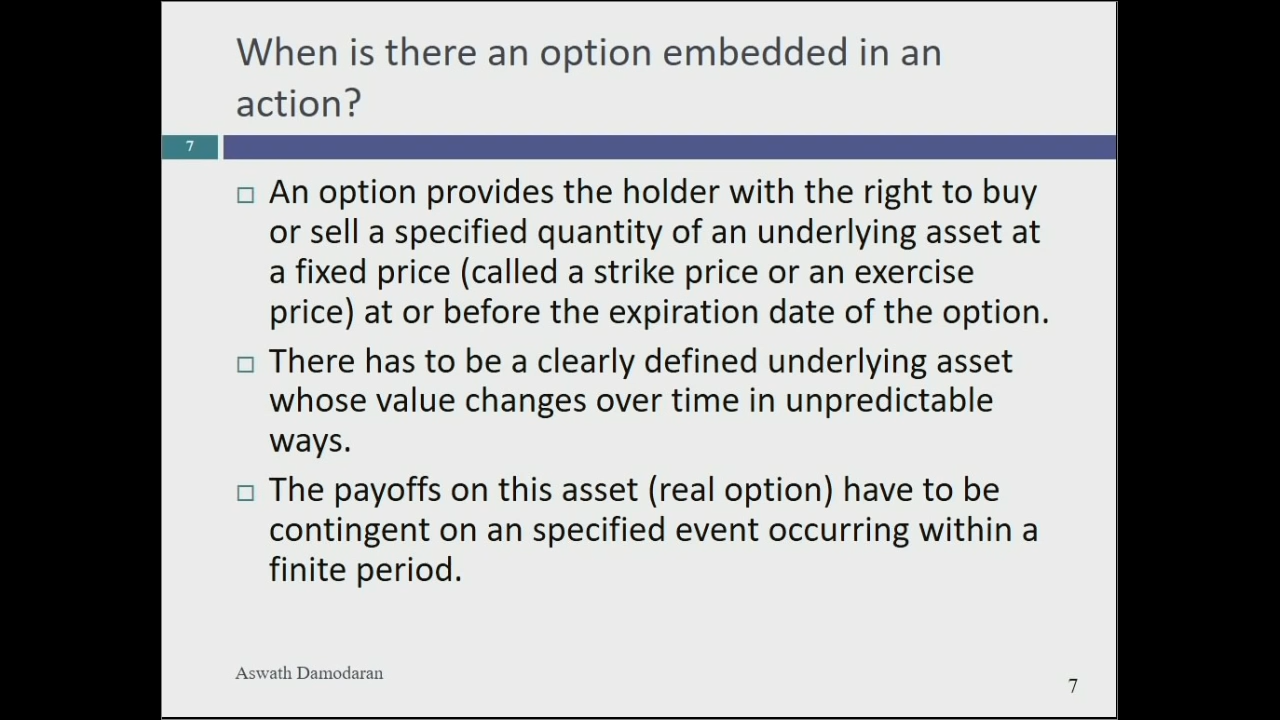 When is there an option embedded in an
action?
7
An option provides the holder with the right to buy
or sell a specified quantity of an underlying asset at
a fixed price (called a strike price or an exercise
price) at or before the expiration date of the option.
There has to be a clearly defined underlying asset
whose value changes over time in unpredictable
ways.
The payoffs on this asset (real option) have to be
contingent on an specified event occurring within a
finite period.
Aswath Damodaran
7